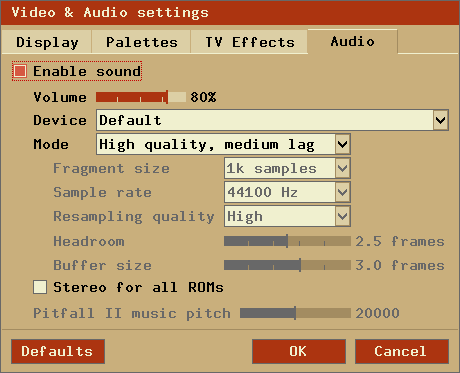 Video & Audio settings
Display Palettes TV Effects Audio
Enable sound
Volume 80%
Device Default
Mode High quality, medium lag
Fragment size 1k samples
Sample rate 44100 Hz
Resampling quality High
Headroom 2.5 frames
Buffer size 3.0 frames
Stereo for all ROMs
Pitfall II music pitch 20000
Defaults OK Cancel